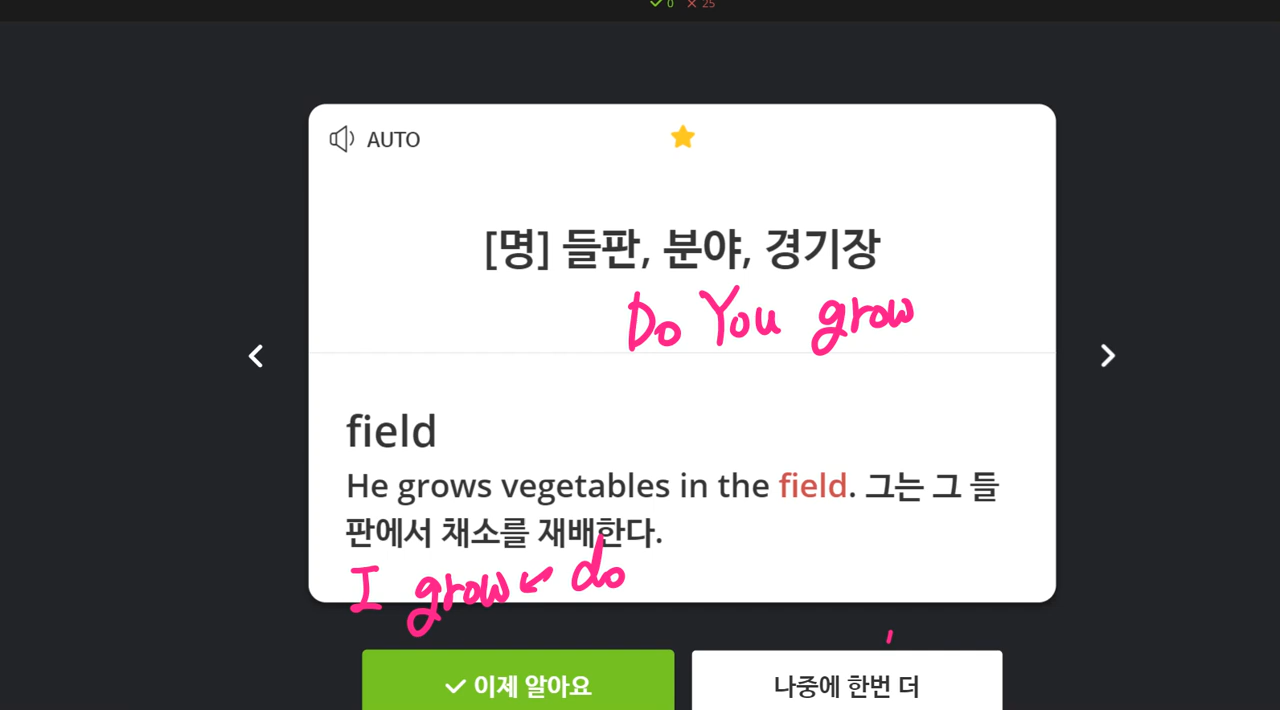 0 25
AUTO
[명] 들판, 분야, 경기장
Do You grow
field
He grows vegetables in the field. 그는 그 들
판에서 채소를 재배한다.
I grow do
이제 알아요 나중에 한번 더